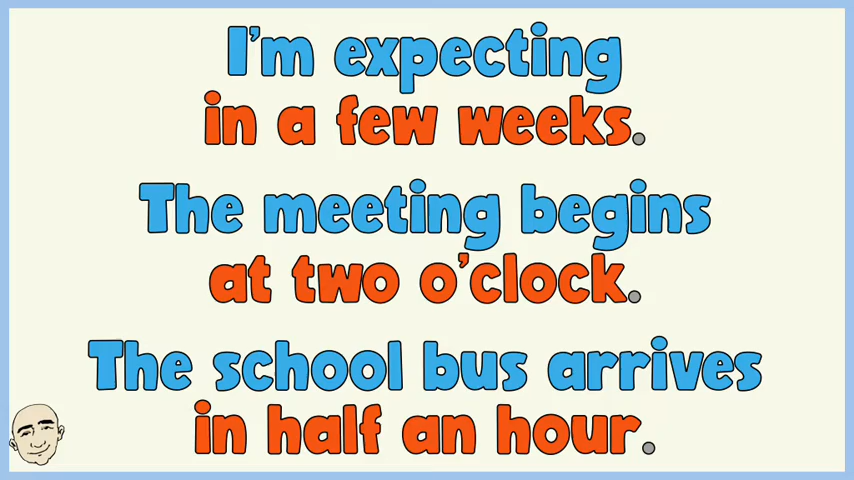 I'm expecting
in a few weeks.
The meeting begins
at two o'clock.
The school bus arrives
in half an hour.